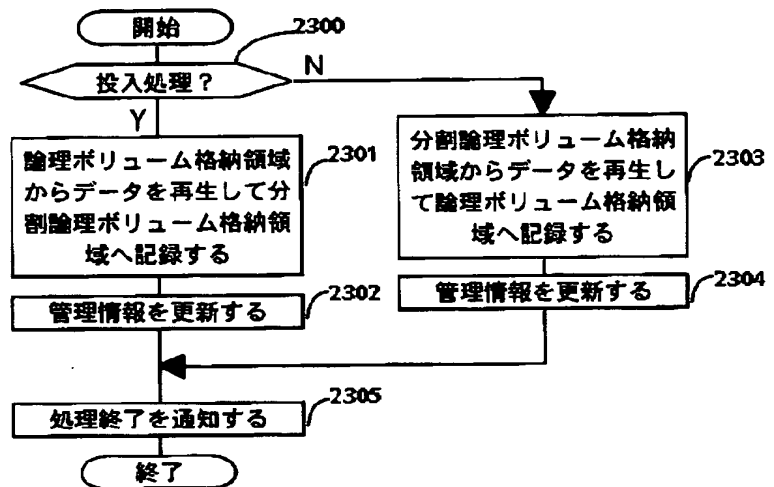 開始
2300
投入処理?
N
Y
論理ボリューム格納領域
からデータを再生して分
割論理ボリューム格納領
域へ記録する
2301
分割論理ボリューム格納
領域からデータを再生し
て論理ボリューム格納領
域へ記録する
2303
管理情報を更新する
2302
管理情報を更新する
2304
処理終了を通知する
2305
終了